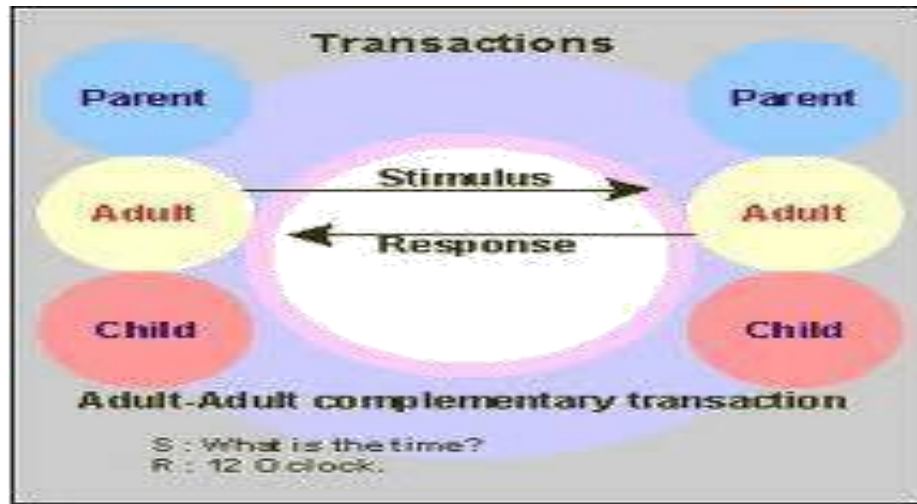 Transactions
Parent Parent
Stimulus
Adult Adult
Response
Child Child
Adult-Adult complementary transaction
S : What is the time?
R : 12 O clock.